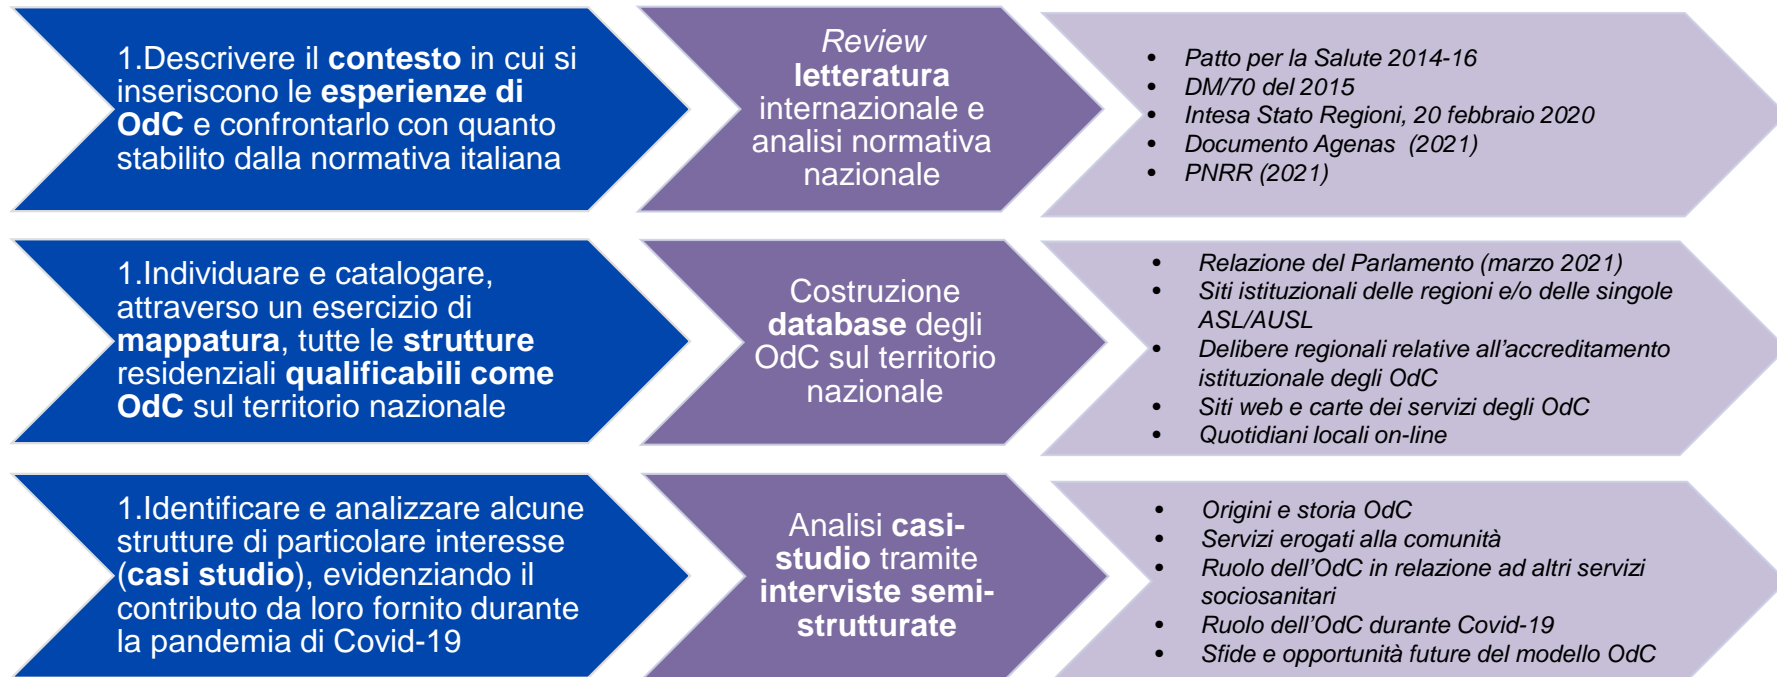 1.Descrivere il contesto in cui si
inseriscono le esperienze di
OdC e confrontarlo con quanto
stabilito dalla normativa italiana
Review
letteratura
internazionale e
analisi normativa
nazionale
• Patto per la Salute 2014-16
• DM/70 del 2015
• Intesa Stato Regioni, 20 febbraio 2020
• Documento Agenas (2021)
• PNRR (2021)
1.Individuare e catalogare,
attraverso un esercizio di
mappatura, tutte le strutture
residenziali qualificabili come
OdC sul territorio nazionale
Costruzione
database degli
OdC sul territorio
nazionale
• Relazione del Parlamento (marzo 2021)
• Siti istituzionali delle regioni e/o delle singole
ASL/AUSL
• Delibere regionali relative all'accreditamento
istituzionale degli OdC
• Siti web e carte dei servizi degli OdC
• Quotidiani locali on-line
1.Identificare e analizzare alcune
strutture di particolare interesse
(casi studio), evidenziando il
contributo da loro fornito durante
la pandemia di Covid-19
Analisi casi-
studio tramite
interviste semi-
strutturate
• Origini e storia OdC
• Servizi erogati alla comunità
• Ruolo dell'OdC in relazione ad altri servizi
sociosanitari
• Ruolo dell'OdC durante Covid-19
• Sfide e opportunità future del modello OdC